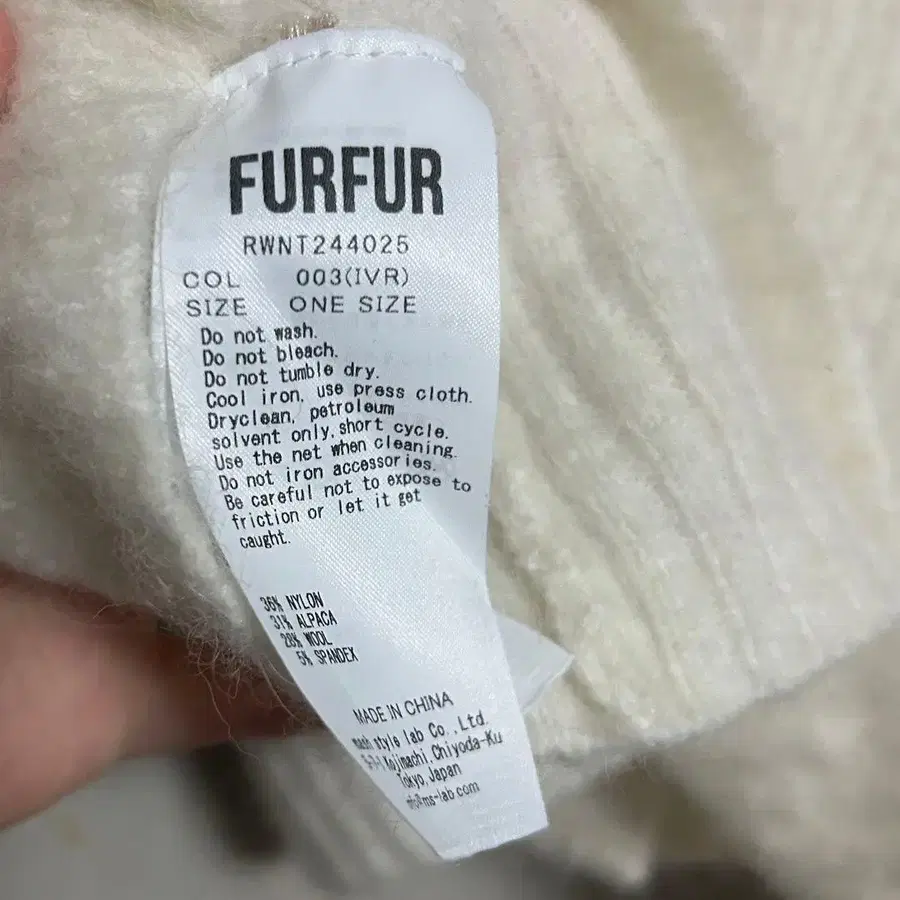 FURFUR
RWNT244025
COL 003(IVR)
SIZE ONE SIZE
Do not wash.
Do not bleach.
Do not tumble dry.
Cool iron, use press cloth.
Dryclean, petroleum
solvent only, short cycle.
Use the net when cleaning.
Do not iron accessories.
Be careful not to expose to
friction or let it get
caught.
36% NYLON
31% ALPACA
28% WOOL
5% SPANDEX
MADE IN CHINA
mash style lab Co., Ltd.
Kojimachi, Chiyoda-Ku
Tokyo, Japan
info@ms-lab.com